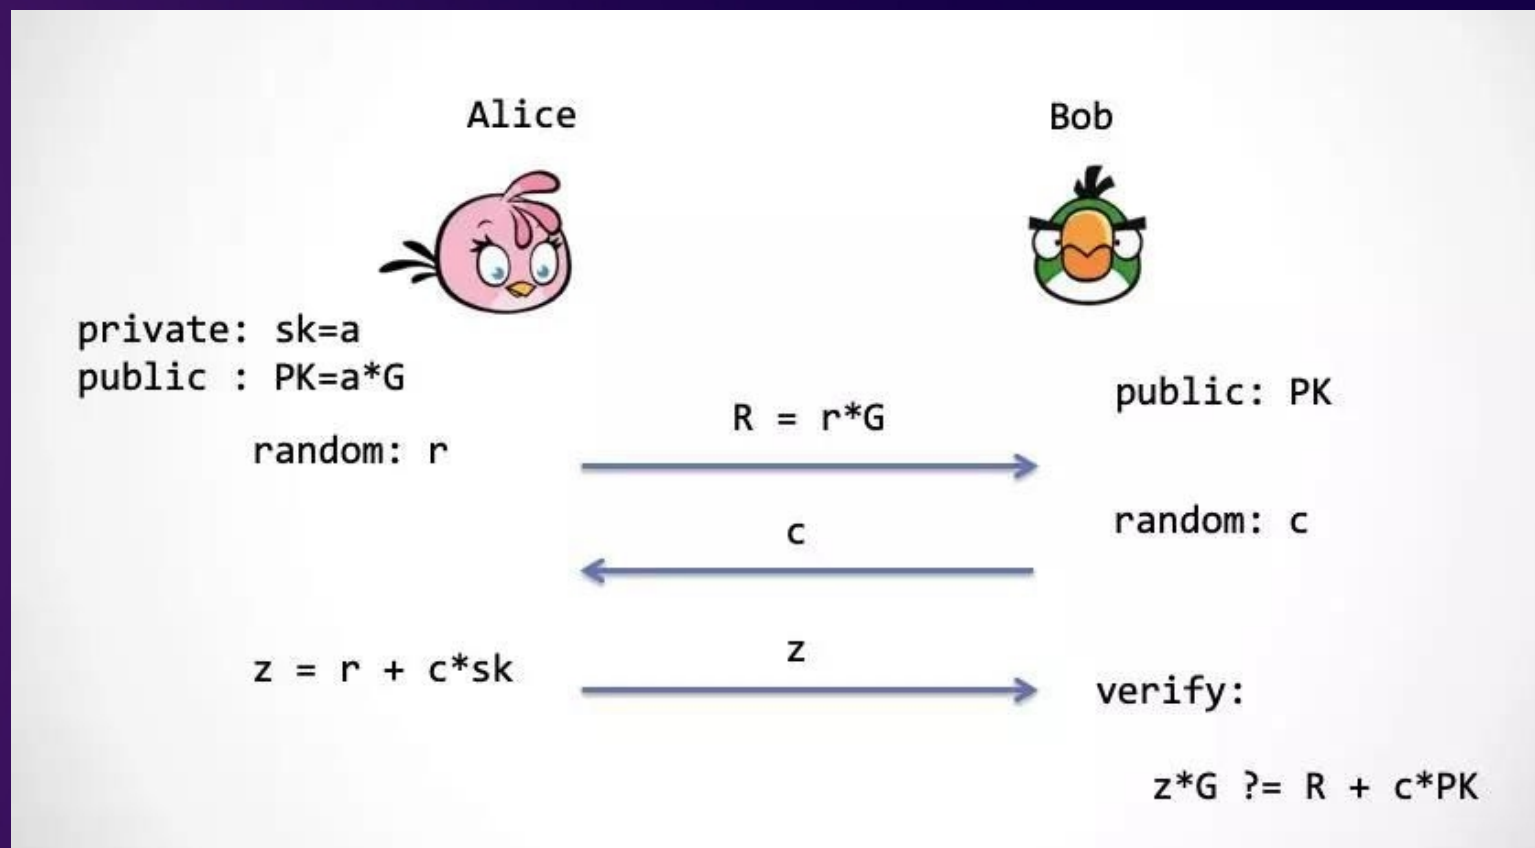 Alice
Bob
private: sk=a
public : PK=a*G
random: r
R = r*G
public: PK
random: c
c
z = r + c*sk
z
verify:
z*G ?= R + c*PK